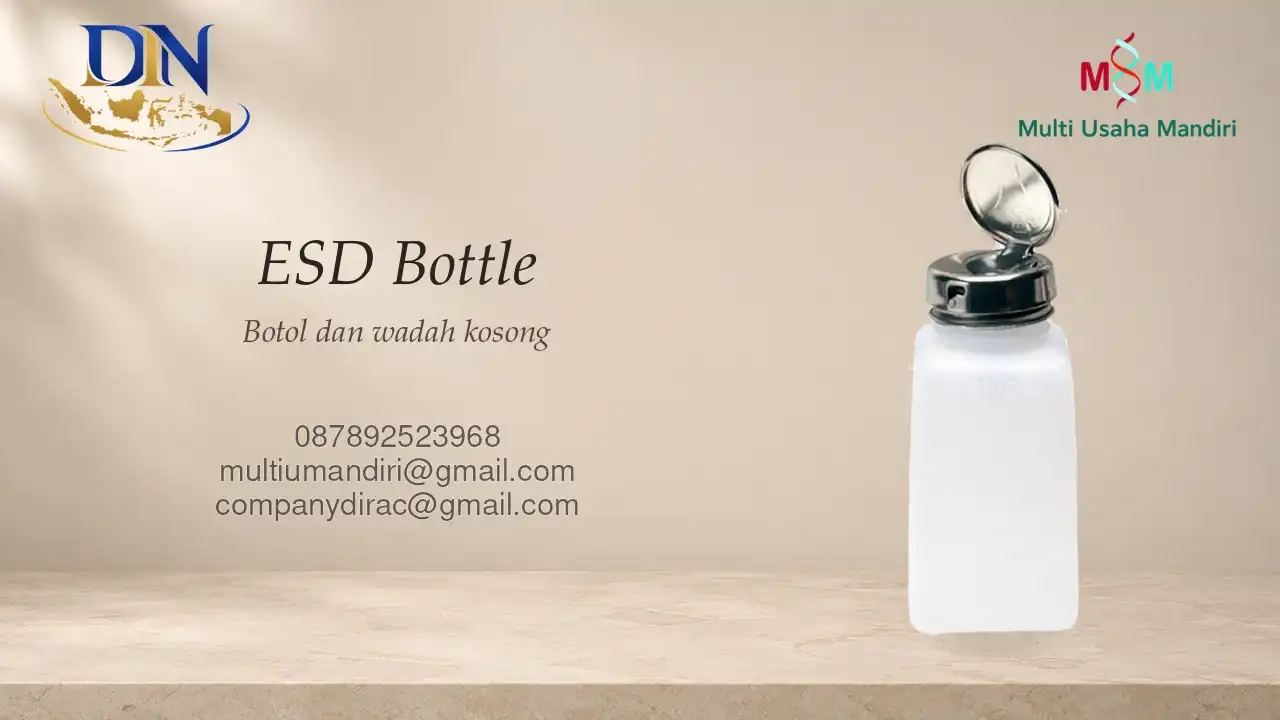 DN
MSM
Multi Usaha Mandiri
ESD Bottle
Botol dan wadah kosong
087892523968
multiumandiri@gmail.com
companydirac@gmail.com